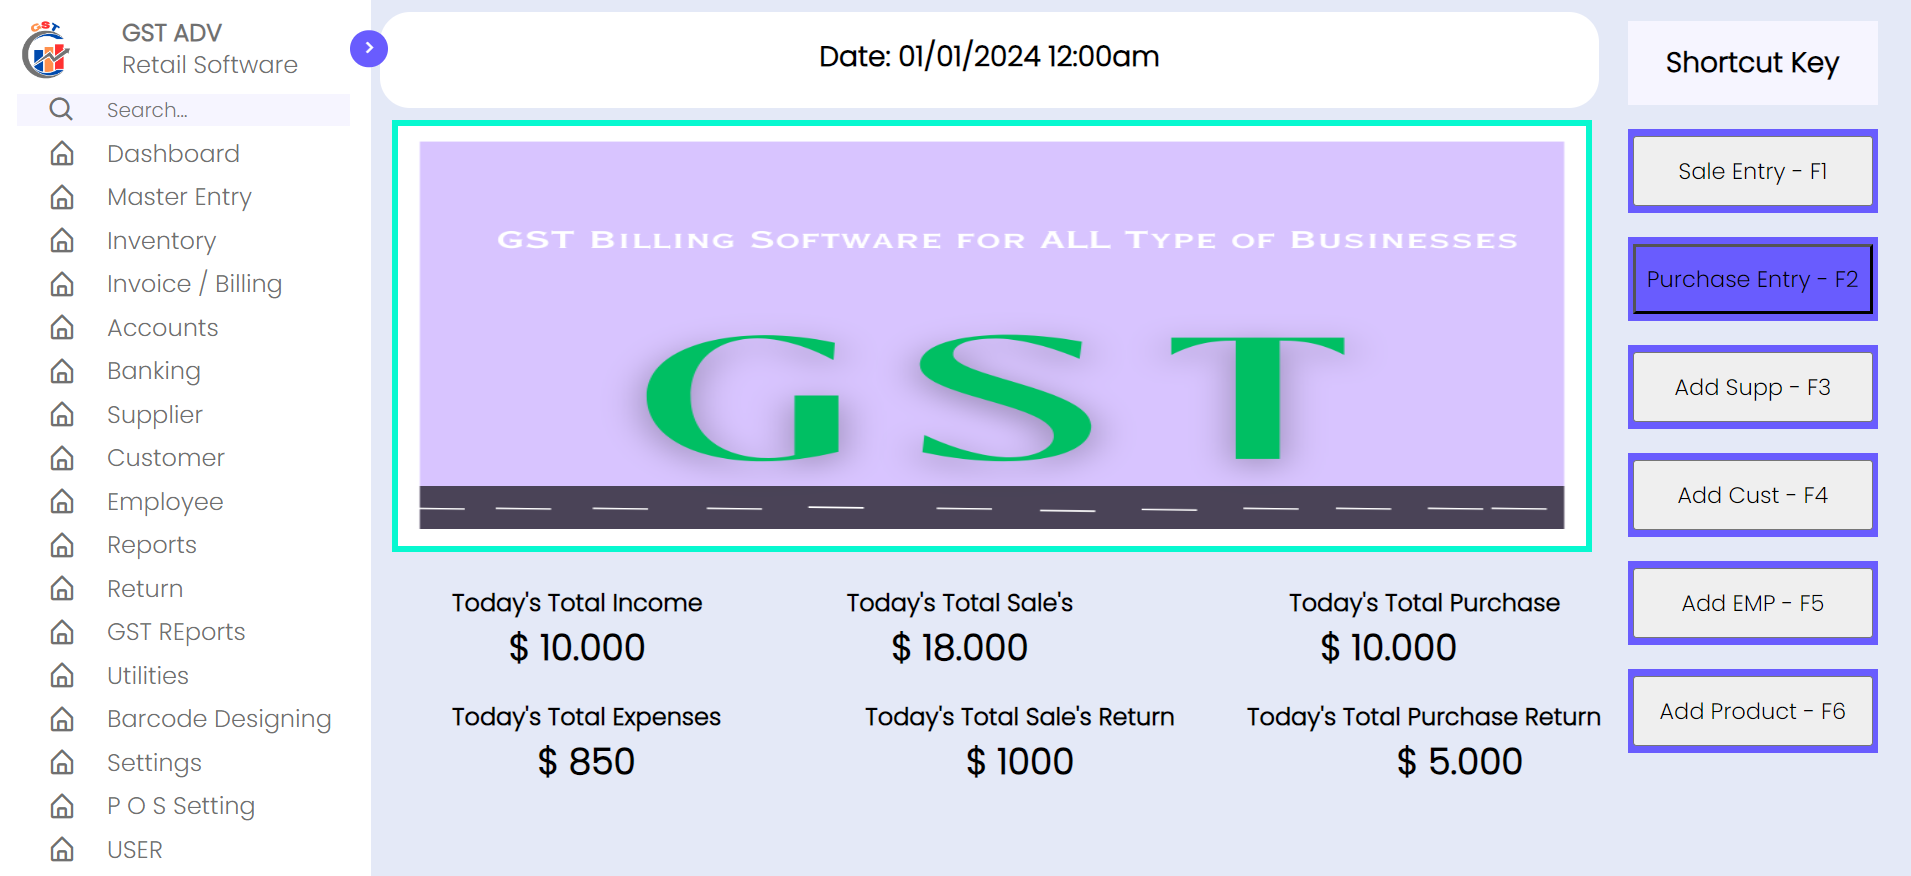 GST
GST ADV
Retail Software
Search...
Dashboard
Master Entry
Inventory
Invoice / Billing
Accounts
Banking
Supplier
Customer
Employee
Reports
Return
GST REports
Utilities
Barcode Designing
Settings
P O S Setting
USER
Date: 01/01/2024 12:00am
GST Billing Software for ALL Type of Businesses
GST
Today's Total Income
$ 10.000
Today's Total Sale's
$ 18.000
Today's Total Purchase
$ 10.000
Today's Total Expenses
$ 850
Today's Total Sale's Return
$ 1000
Today's Total Purchase Return
$ 5.000
Shortcut Key
Sale Entry - F1
Purchase Entry - F2
Add Supp - F3
Add Cust - F4
Add EMP - F5
Add Product - F6